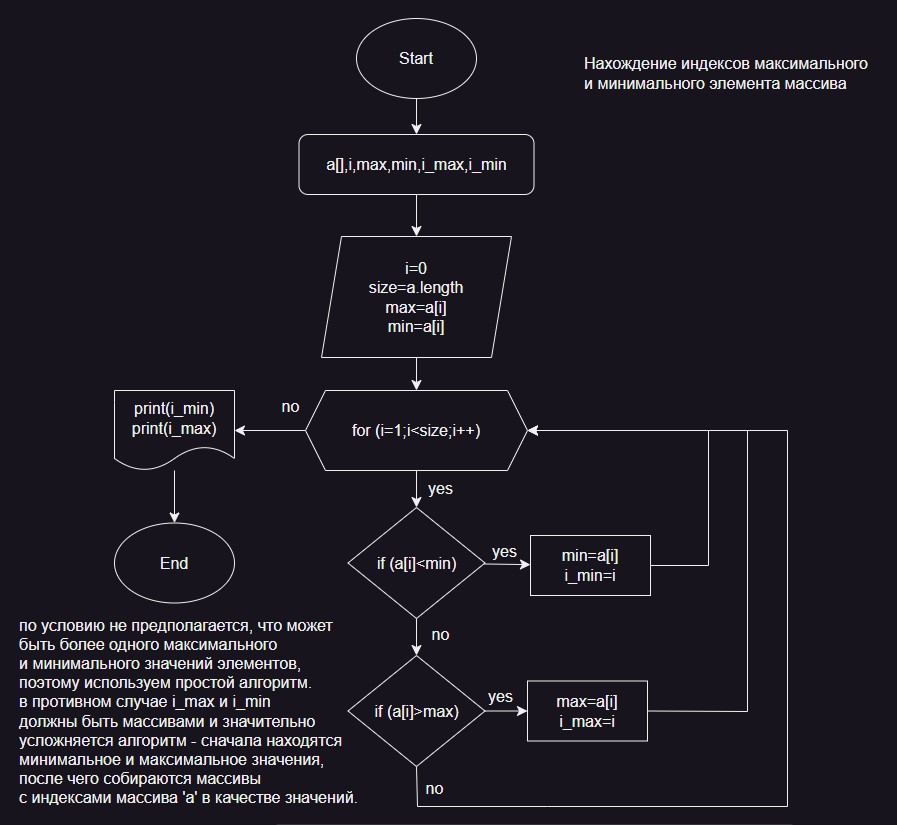 Start
Нахождение индексов максимального
и минимального элемента массива
a[],i,max,min,i_max,i_min
i=0
size=a.length
max=a[i]
min=a[i]
print(i_min)
print(i_max)
no
for (i=1;i<size;i++)
yes
End
if (a[i]<min)
yes
min=a[i]
i_min=i
no
по условию не предполагается, что может
быть более одного максимального
и минимального значений элементов,
поэтому используем простой алгоритм.
в противном случае i_max и i_min
должны быть массивами и значительно
усложняется алгоритм - сначала находятся
минимальное и максимальное значения,
после чего собираются массивы
с индексами массива 'a' в качестве значений.
if (a[i]>max)
yes
max=a[i]
i_max=i
no